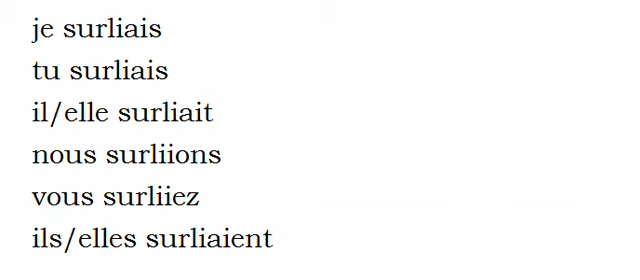 je surliais
tu surliais
il/elle surliait
nous surliions
vous surliiez
ils/elles surliaient